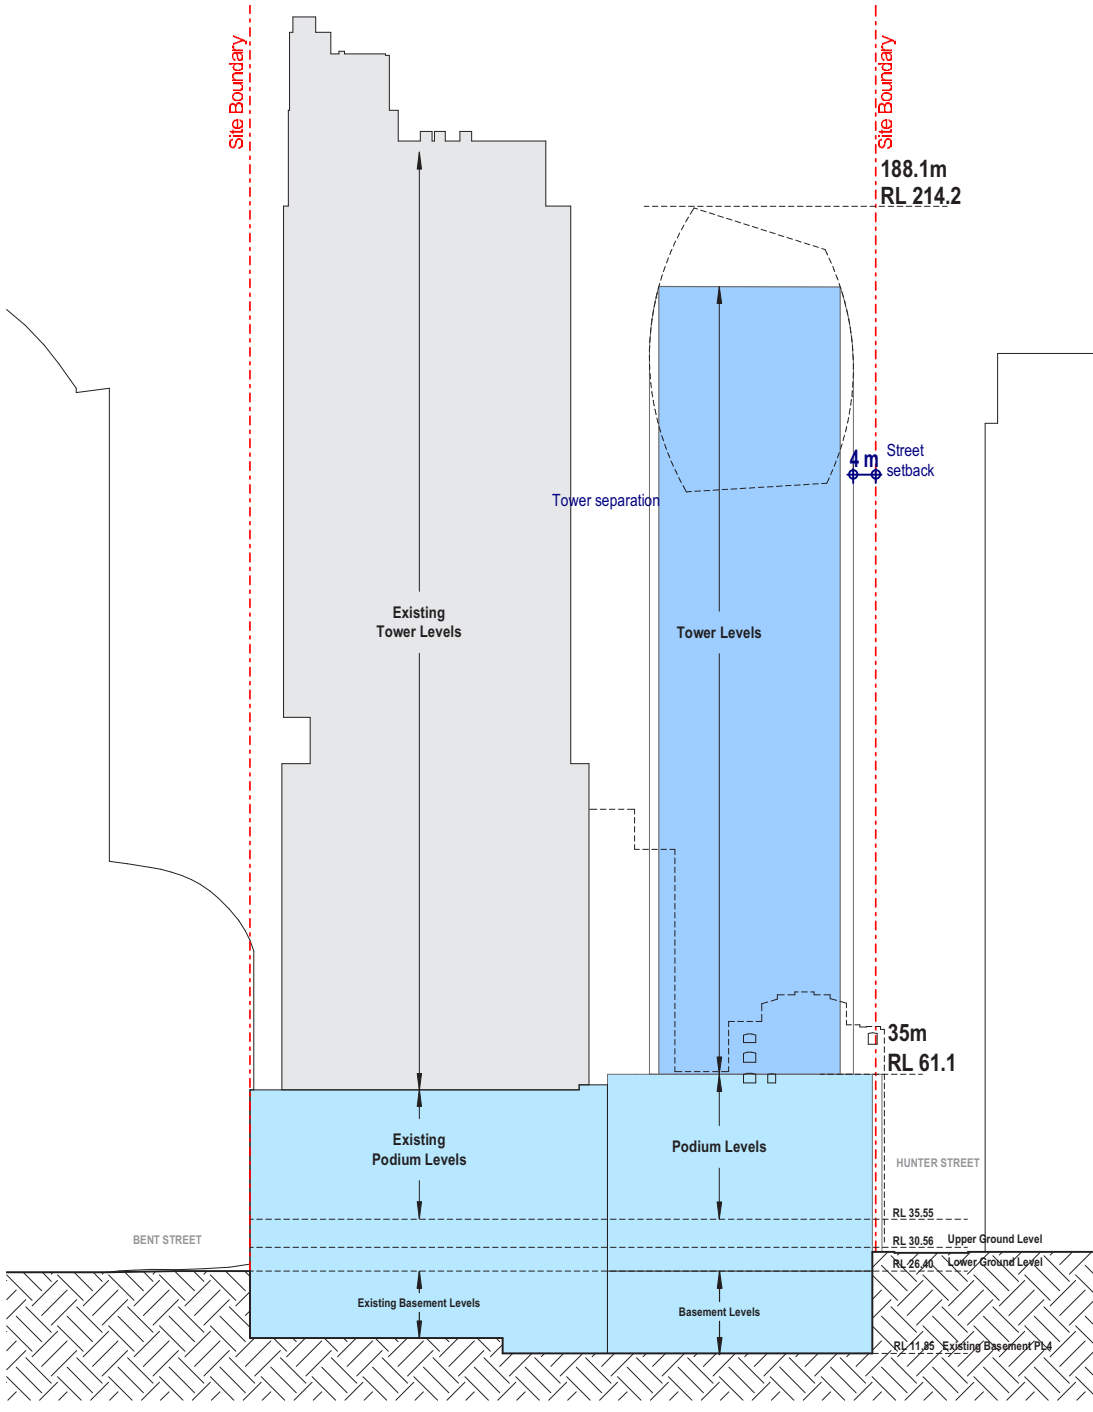 Site Boundary
Site Boundary
188.1m
RL 214.2
4 m
Street
setback
Tower separation
Existing
Tower Levels
Tower Levels
35m
RL 61.1
Existing
Podium Levels
Podium Levels
HUNTER STREET
RL 35.55
BENT STREET
RL 30.56 Upper Ground Level
RL 26.40 Lower Ground Level
Existing Basement Levels
Basement Levels
RL 11.85 Existing Basement PL4